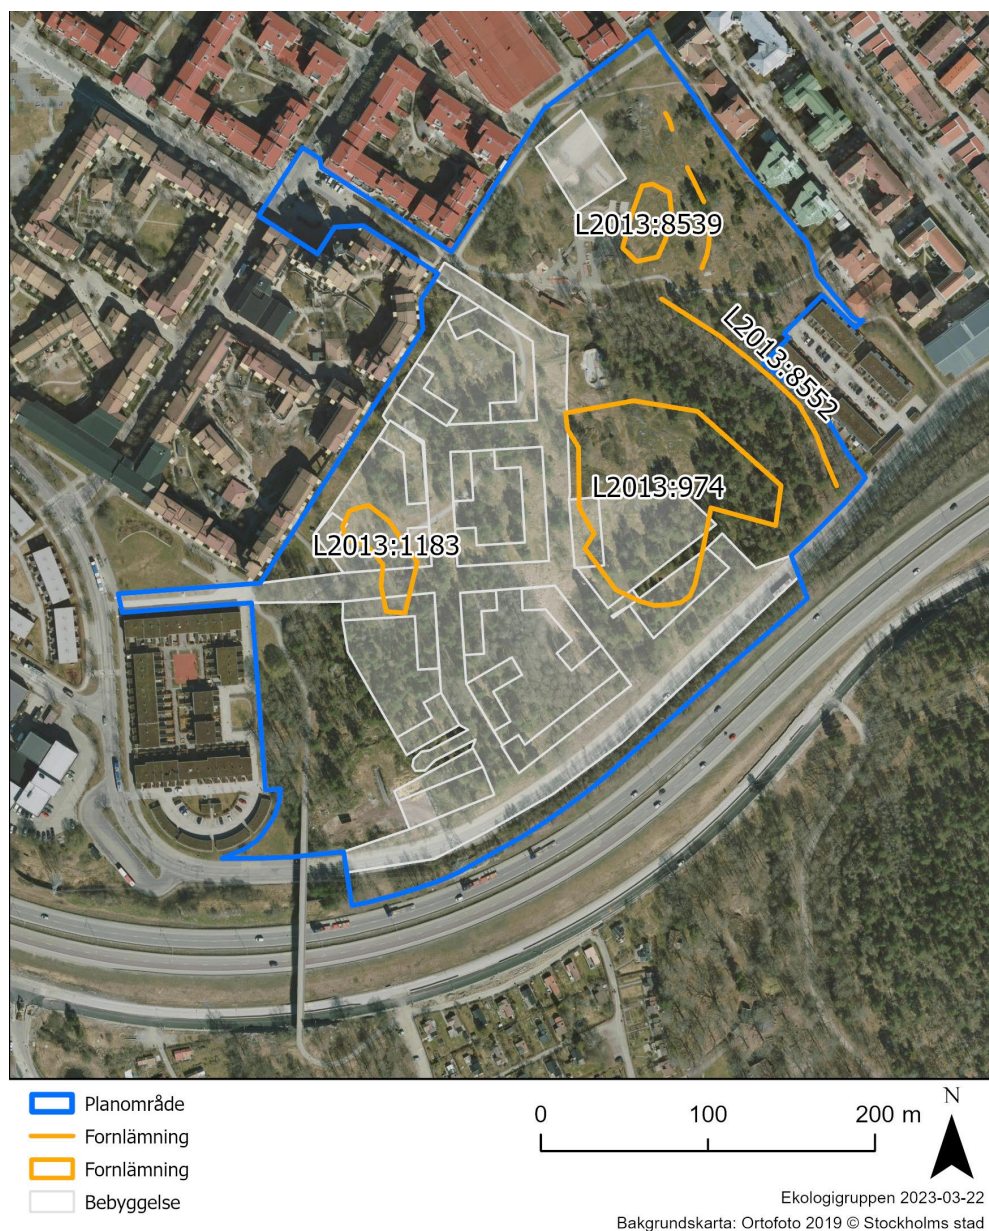 L2013:8539
L2013:8552
L2013:974
L2013:1183
Planområde
Fornlämning
Fornlämning
Bebyggelse
0 100 200 m
N
Ekologigruppen 2023-03-22
Bakgrundskarta: Ortofoto 2019 © Stockholms stad